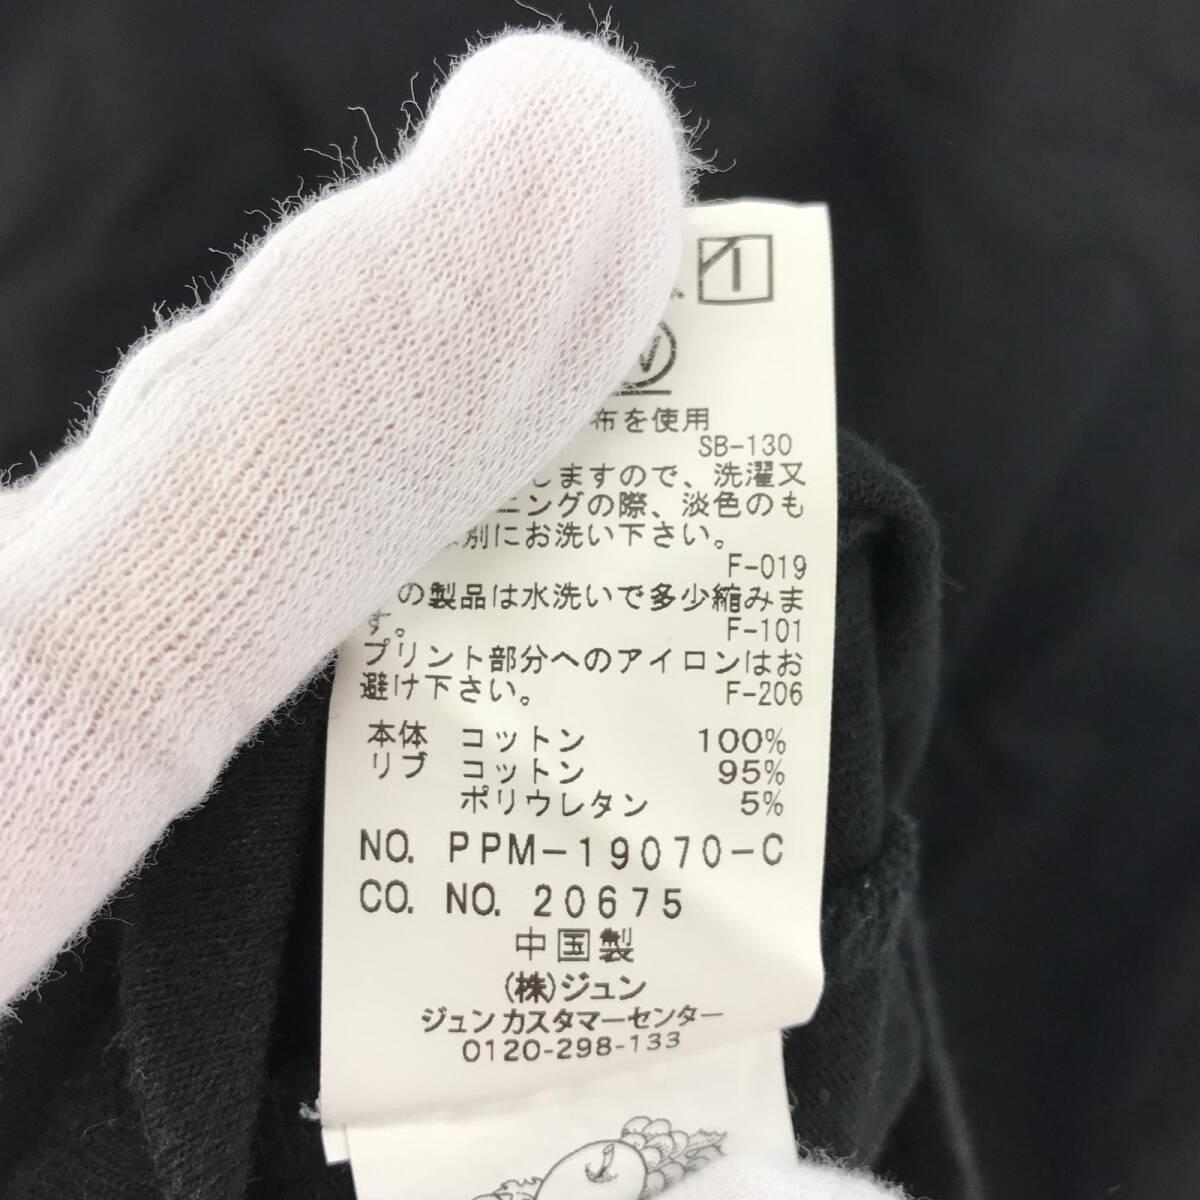 W
布を使用
SB-130
しますので、洗濯又
ニングの際、淡色のも
別にお洗い下さい。
F-019
の製品は水洗いで多少縮みま
す。 F-101
プリント部分へのアイロンはお
避け下さい。 F-206
本体 コットン 100%
リブ コットン 95%
ポリウレタン 5%
NO. PPM-19070-C
CO. NO. 20675
中国製
(株)ジュン
ジュンカスタマーセンター
0120-298-133